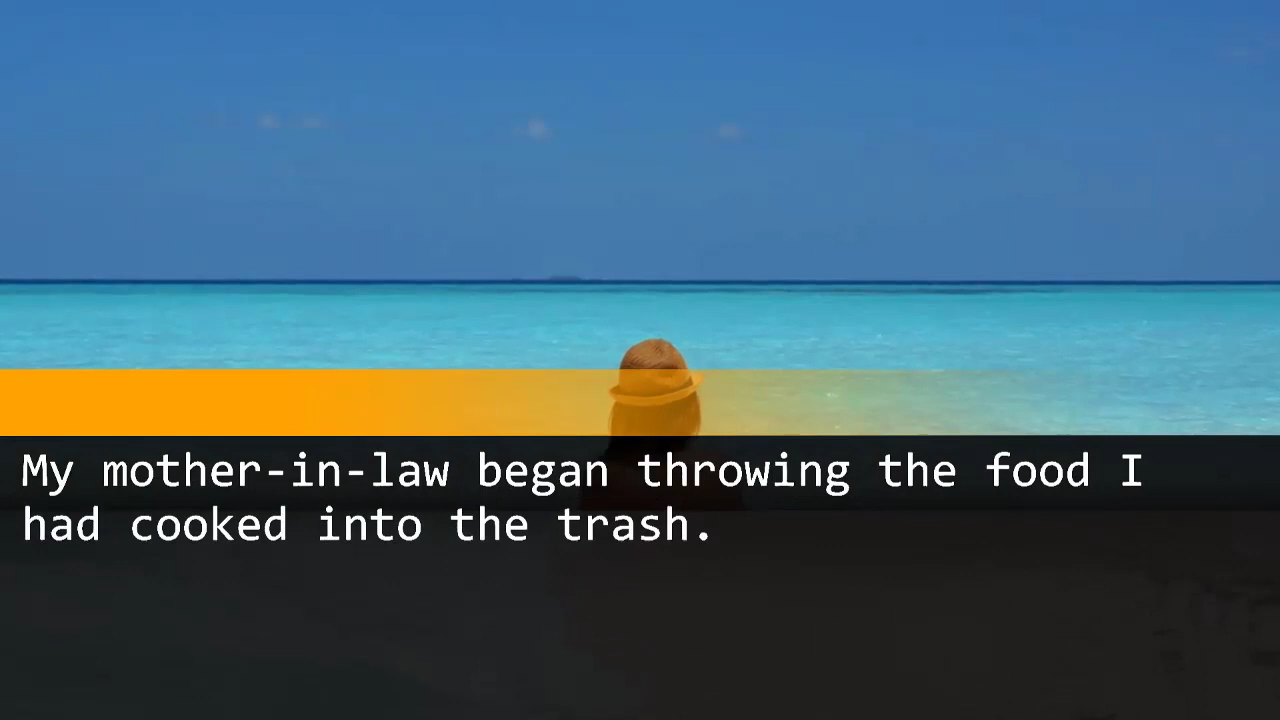 My mother-in-law began throwing the food I
had cooked into the trash.